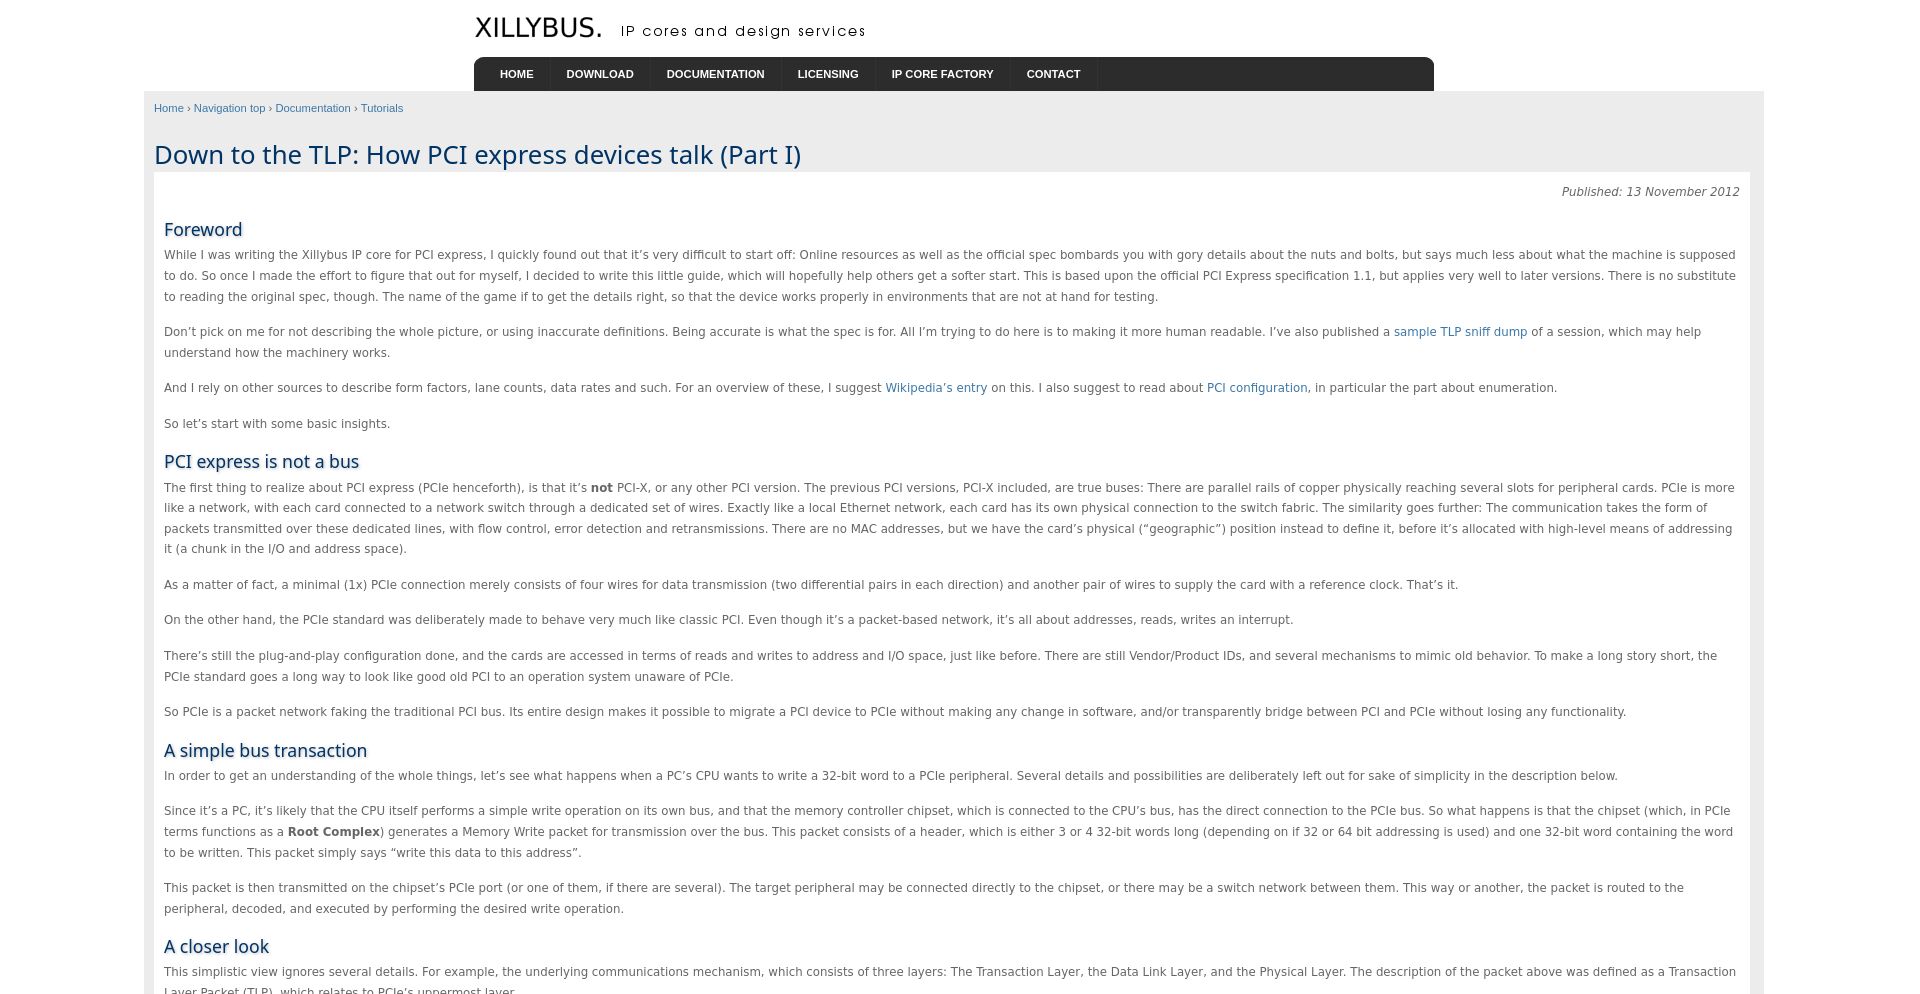 XILLYBUS. IP cores and design services
HOME DOWNLOAD DOCUMENTATION LICENSING IP CORE FACTORY CONTACT
Home › Navigation top › Documentation › Tutorials
Down to the TLP: How PCI express devices talk (Part I)
Published: 13 November 2012
Foreword
While I was writing the Xillybus IP core for PCI express, I quickly found out that it’s very difficult to start off: Online resources as well as the official spec bombards you with gory details about the nuts and bolts, but says much less about what the machine is supposed
to do. So once I made the effort to figure that out for myself, I decided to write this little guide, which will hopefully help others get a softer start. This is based upon the official PCI Express specification 1.1, but applies very well to later versions. There is no substitute
to reading the original spec, though. The name of the game if to get the details right, so that the device works properly in environments that are not at hand for testing.
Don’t pick on me for not describing the whole picture, or using inaccurate definitions. Being accurate is what the spec is for. All I’m trying to do here is to making it more human readable. I’ve also published a sample TLP sniff dump of a session, which may help
understand how the machinery works.
And I rely on other sources to describe form factors, lane counts, data rates and such. For an overview of these, I suggest Wikipedia’s entry on this. I also suggest to read about PCI configuration, in particular the part about enumeration.
So let’s start with some basic insights.
PCI express is not a bus
The first thing to realize about PCI express (PCIe henceforth), is that it’s not PCI-X, or any other PCI version. The previous PCI versions, PCI-X included, are true buses: There are parallel rails of copper physically reaching several slots for peripheral cards. PCIe is more
like a network, with each card connected to a network switch through a dedicated set of wires. Exactly like a local Ethernet network, each card has its own physical connection to the switch fabric. The similarity goes further: The communication takes the form of
packets transmitted over these dedicated lines, with flow control, error detection and retransmissions. There are no MAC addresses, but we have the card’s physical (“geographic”) position instead to define it, before it’s allocated with high-level means of addressing
it (a chunk in the I/O and address space).
As a matter of fact, a minimal (1x) PCIe connection merely consists of four wires for data transmission (two differential pairs in each direction) and another pair of wires to supply the card with a reference clock. That’s it.
On the other hand, the PCIe standard was deliberately made to behave very much like classic PCI. Even though it’s a packet-based network, it’s all about addresses, reads, writes an interrupt.
There’s still the plug-and-play configuration done, and the cards are accessed in terms of reads and writes to address and I/O space, just like before. There are still Vendor/Product IDs, and several mechanisms to mimic old behavior. To make a long story short, the
PCIe standard goes a long way to look like good old PCI to an operation system unaware of PCIe.
So PCIe is a packet network faking the traditional PCI bus. Its entire design makes it possible to migrate a PCI device to PCIe without making any change in software, and/or transparently bridge between PCI and PCIe without losing any functionality.
A simple bus transaction
In order to get an understanding of the whole things, let’s see what happens when a PC’s CPU wants to write a 32-bit word to a PCIe peripheral. Several details and possibilities are deliberately left out for sake of simplicity in the description below.
Since it’s a PC, it’s likely that the CPU itself performs a simple write operation on its own bus, and that the memory controller chipset, which is connected to the CPU’s bus, has the direct connection to the PCIe bus. So what happens is that the chipset (which, in PCIe
terms functions as a Root Complex) generates a Memory Write packet for transmission over the bus. This packet consists of a header, which is either 3 or 4 32-bit words long (depending on if 32 or 64 bit addressing is used) and one 32-bit word containing the word
to be written. This packet simply says “write this data to this address”.
This packet is then transmitted on the chipset’s PCIe port (or one of them, if there are several). The target peripheral may be connected directly to the chipset, or there may be a switch network between them. This way or another, the packet is routed to the
peripheral, decoded, and executed by performing the desired write operation.
A closer look
This simplistic view ignores several details. For example, the underlying communications mechanism, which consists of three layers: The Transaction Layer, the Data Link Layer, and the Physical Layer. The description of the packet above was defined as a Transaction
Layer Packet (TLP), which relates to PCIe’s uppermost layer.